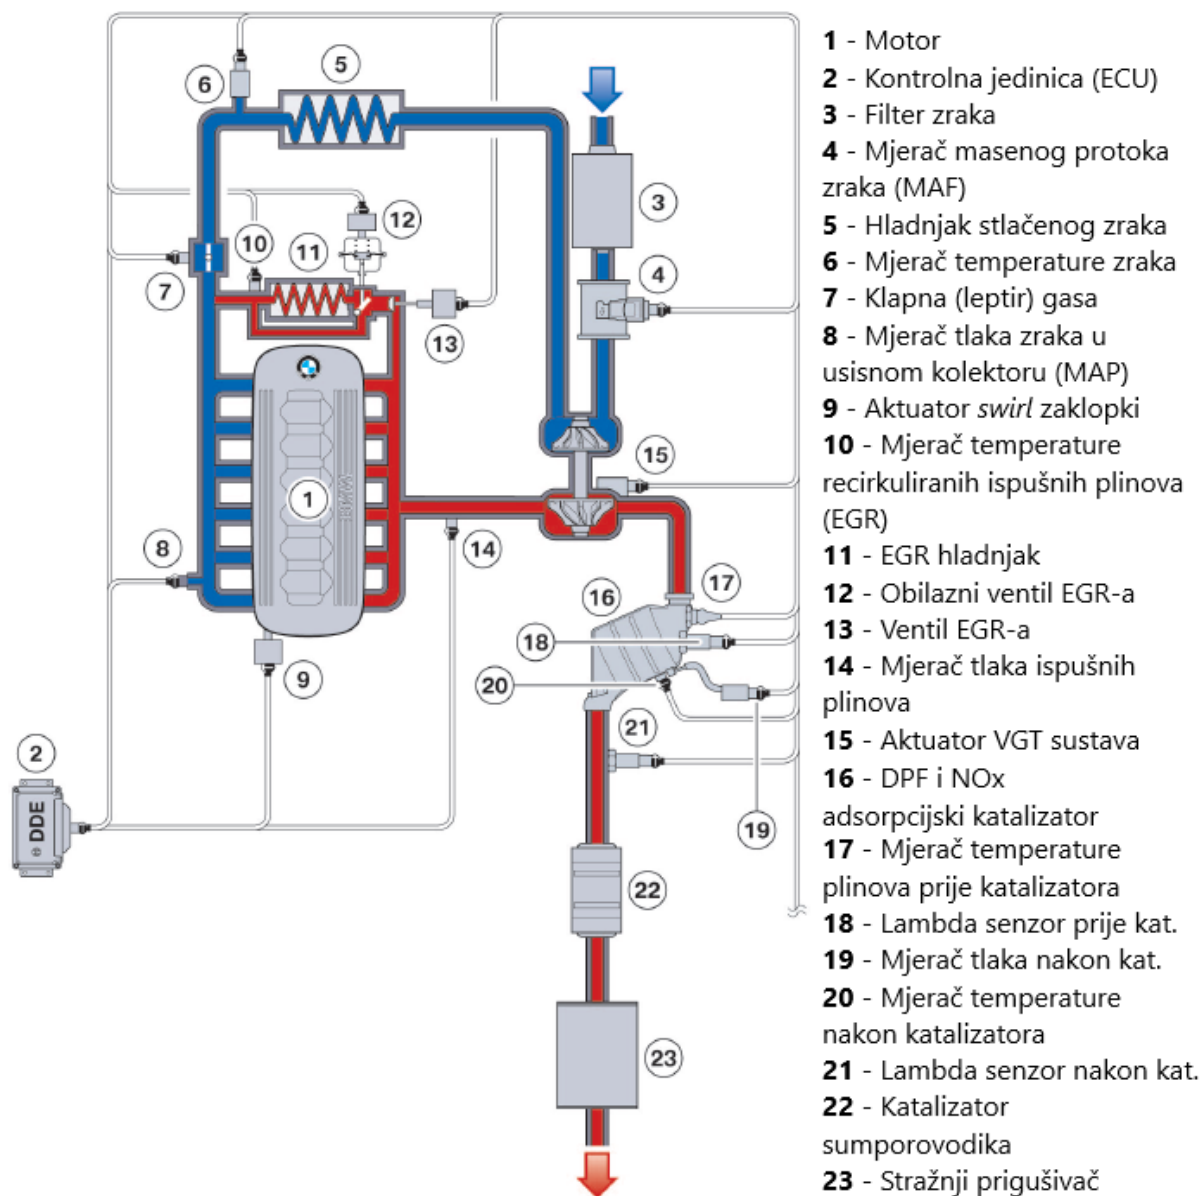 1 - Motor
2 - Kontrolna jedinica (ECU)
3 - Filter zraka
4 - Mjerač masenog protoka
zraka (MAF)
5 - Hladnjak stlačenog zraka
6 - Mjerač temperature zraka
7 - Klapna (leptir) gasa
8 - Mjerač tlaka zraka u
usisnom kolektoru (MAP)
9 - Aktuator swirl zaklopki
10 - Mjerač temperature
recirkuliranih ispušnih plinova
(EGR)
11 - EGR hladnjak
12 - Obilazni ventil EGR-a
13 - Ventil EGR-a
14 - Mjerač tlaka ispušnih
plinova
15 - Aktuator VGT sustava
16 - DPF i NOx
adsorpcijski katalizator
17 - Mjerač temperature
plinova prije katalizatora
18 - Lambda senzor prije kat.
19 - Mjerač tlaka nakon kat.
20 - Mjerač temperature
nakon katalizatora
21 - Lambda senzor nakon kat.
22 - Katalizator
sumporovodika
23 - Stražnji prigušivač
5
6
3
12
10
11
4
7
13
15
1
8
14
17
16
18
9
20
21
2
DDE
19
22
23